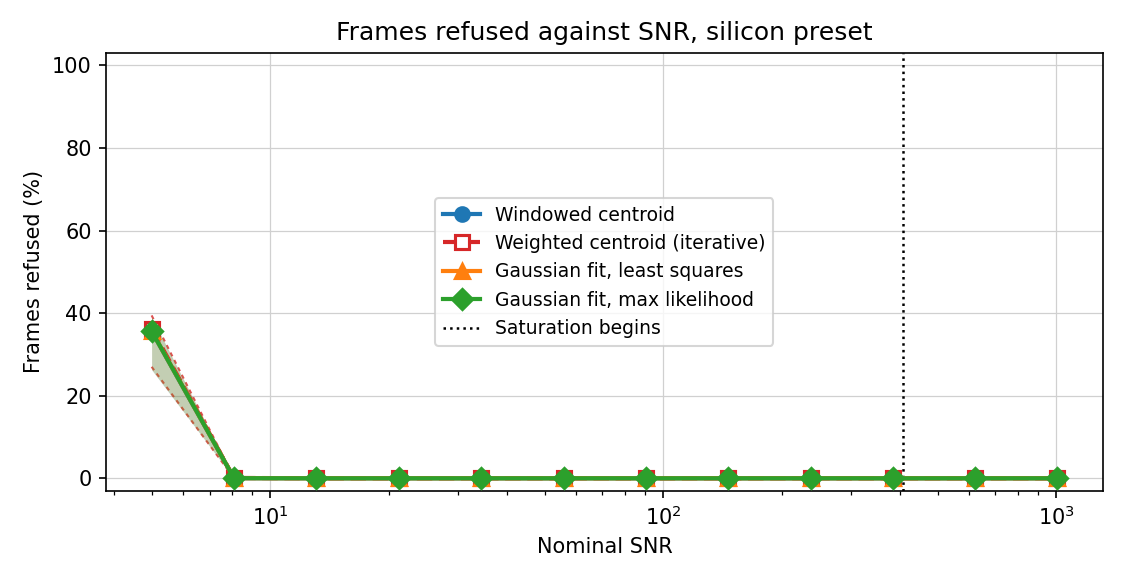 Frames refused against SNR, silicon preset
Frames refused (%)
100
80
60
40
20
0
Windowed centroid
Weighted centroid (iterative)
Gaussian fit, least squares
Gaussian fit, max likelihood
Saturation begins
10¹
10²
10³
Nominal SNR